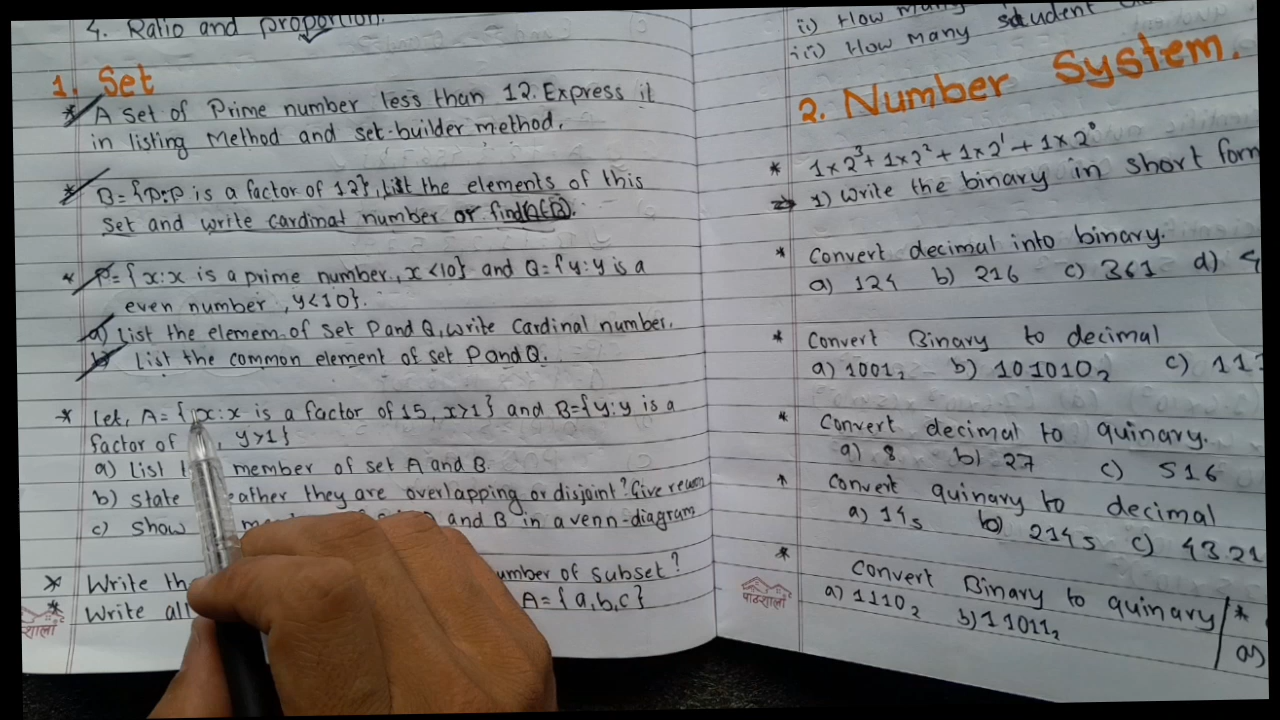 4. Ratio and proportion.
1. Set
* A set of Prime number less than 12. Express it
in listing Method and set-builder method.
* B={P:P is a factor of 12}, List the elements of this
Set and write cardinal number or find n(B).
* P={x:x is a prime number, x<10} and Q={y:y is a
even number, y<10}.
a) List the elemem of set P and Q, write Cardinal number.
b) List the common element of set P and Q.
* Let, A={x:x is a factor of 15, x>1} and B={y:y is a
factor of , y>1}
a) List member of set A and B.
b) state eather they are overlapping or disjoint? Give reason
c) show and B in a venn-diagram
* Write th umber of subset?
* Write all A={a,b,c}
पाठशाला
i) How many
ii) How many student
2. Number System.
* 1×2³+1×2²+1×2¹+1×2⁰
1) Write the binary in short form
* Convert decimal into binary.
a) 124 b) 216 c) 361 d)
* Convert Binary to decimal
a) 1001₂ b) 101010₂ c) 11
* Convert decimal to quinary.
a) 8 b) 27 c) 516
* Convert quinary to decimal
a) 14₅ b) 214₅ c) 4321
* Convert Binary to quinary
a) 1110₂ b) 11011₂
*
a)
पाठशाला